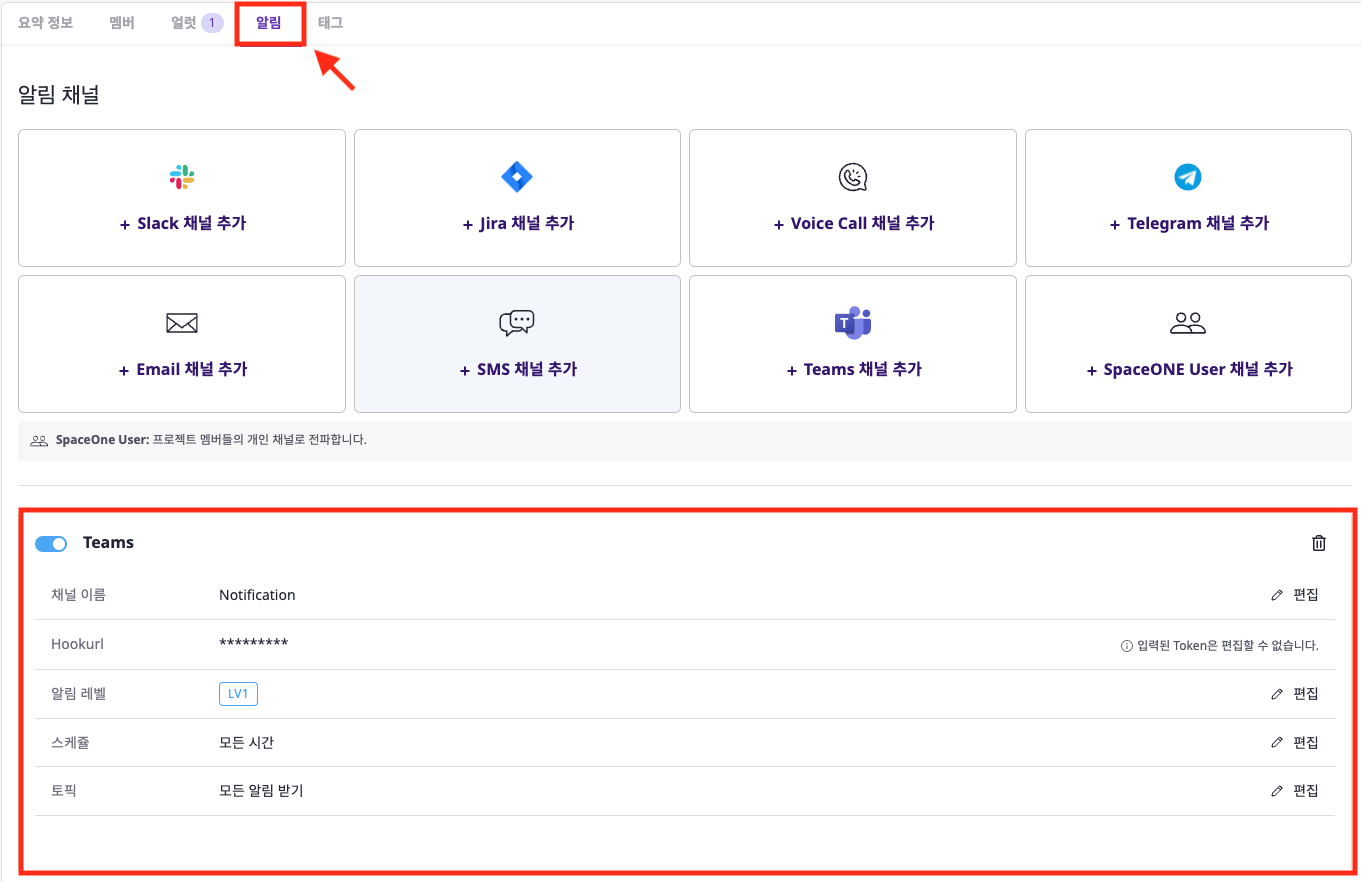 요약 정보 멤버 얼럿 1 알림 태그
알림 채널
+ Slack 채널 추가 + Jira 채널 추가 + Voice Call 채널 추가 + Telegram 채널 추가
+ Email 채널 추가 + SMS 채널 추가 + Teams 채널 추가 + SpaceONE User 채널 추가
SpaceOne User: 프로젝트 멤버들의 개인 채널로 전파합니다.
Teams
채널 이름 Notification 편집
Hookurl ********* 입력된 Token은 편집할 수 없습니다.
알림 레벨 LV1 편집
스케쥴 모든 시간 편집
토픽 모든 알림 받기 편집